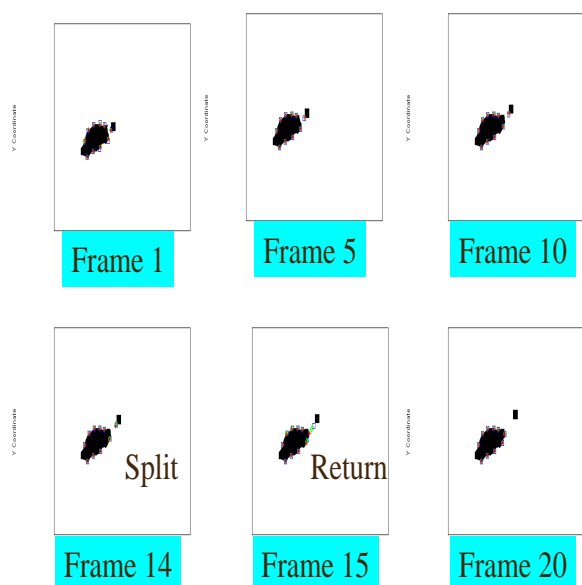 Y Coordinate
Y Coordinate
Y Coordinate
Frame 1
Frame 5
Frame 10
Y Coordinate
Y Coordinate
Split
Return
Frame 14
Frame 15
Frame 20